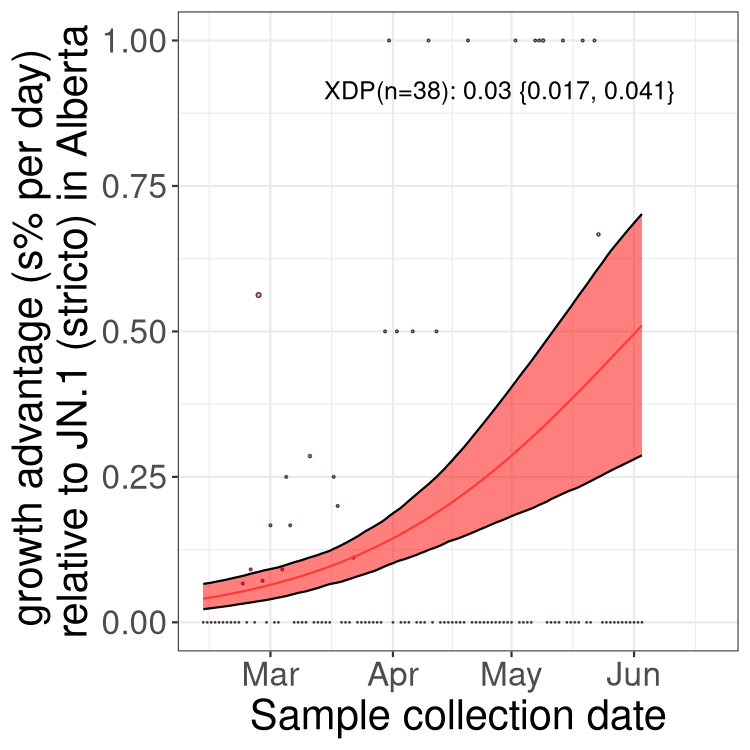 growth advantage (s% per day)
relative to JN.1 (stricto) in Alberta
1.00
0.75
0.50
0.25
0.00
XDP(n=38): 0.03 {0.017, 0.041}
Mar Apr May Jun
Sample collection date